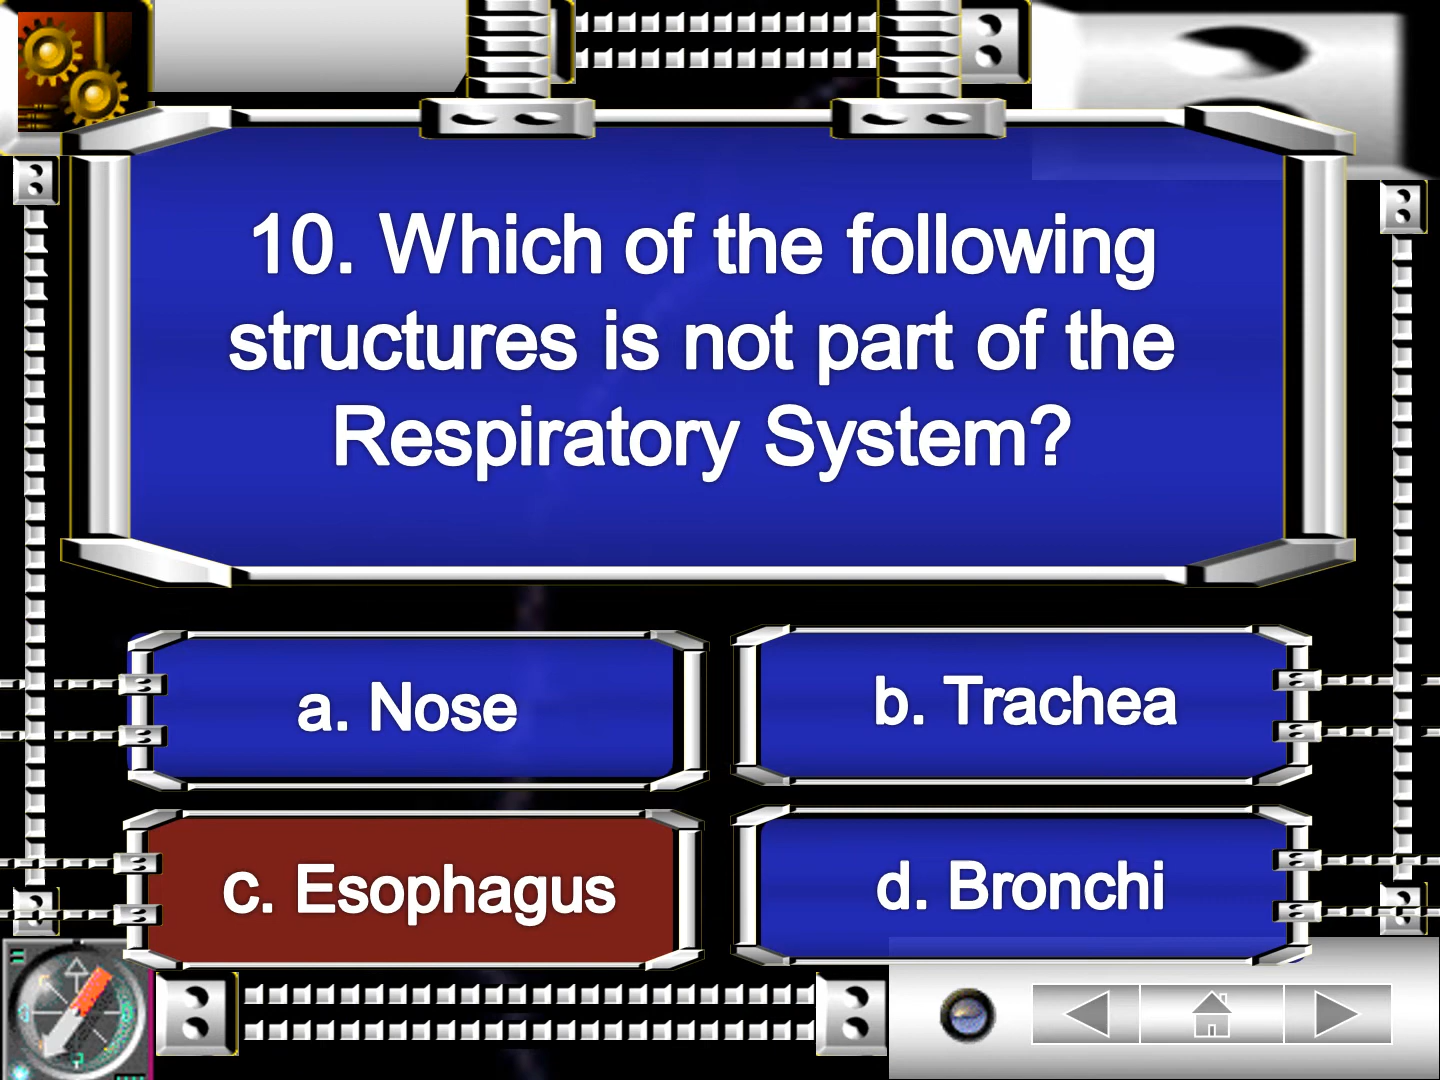 10. Which of the following
structures is not part of the
Respiratory System?
a. Nose
b. Trachea
c. Esophagus
d. Bronchi